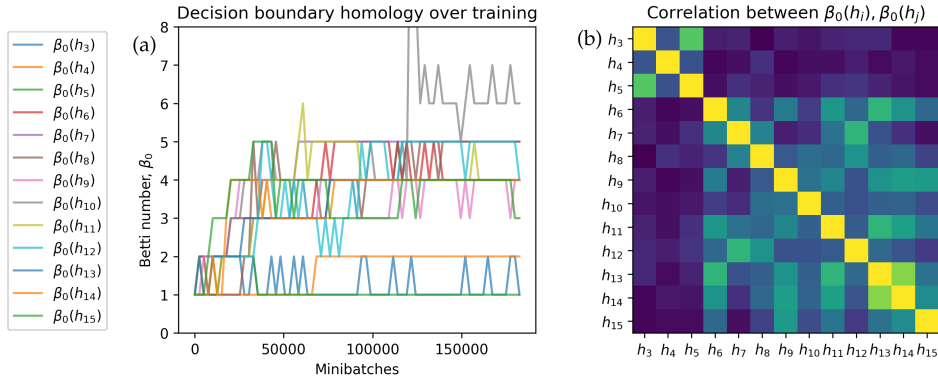 Decision boundary homology over training
(a)
β₀(h₃)
β₀(h₄)
β₀(h₅)
β₀(h₆)
β₀(h₇)
β₀(h₈)
β₀(h₉)
β₀(h₁₀)
β₀(h₁₁)
β₀(h₁₂)
β₀(h₁₃)
β₀(h₁₄)
β₀(h₁₅)
Betti number, β₀
8
7
6
5
4
3
2
1
0
0 50000 100000 150000
Minibatches
Correlation between β₀(hᵢ), β₀(hⱼ)
(b)
h₃
h₄
h₅
h₆
h₇
h₈
h₉
h₁₀
h₁₁
h₁₂
h₁₃
h₁₄
h₁₅
h₃ h₄ h₅ h₆ h₇ h₈ h₉ h₁₀ h₁₁ h₁₂ h₁₃ h₁₄ h₁₅